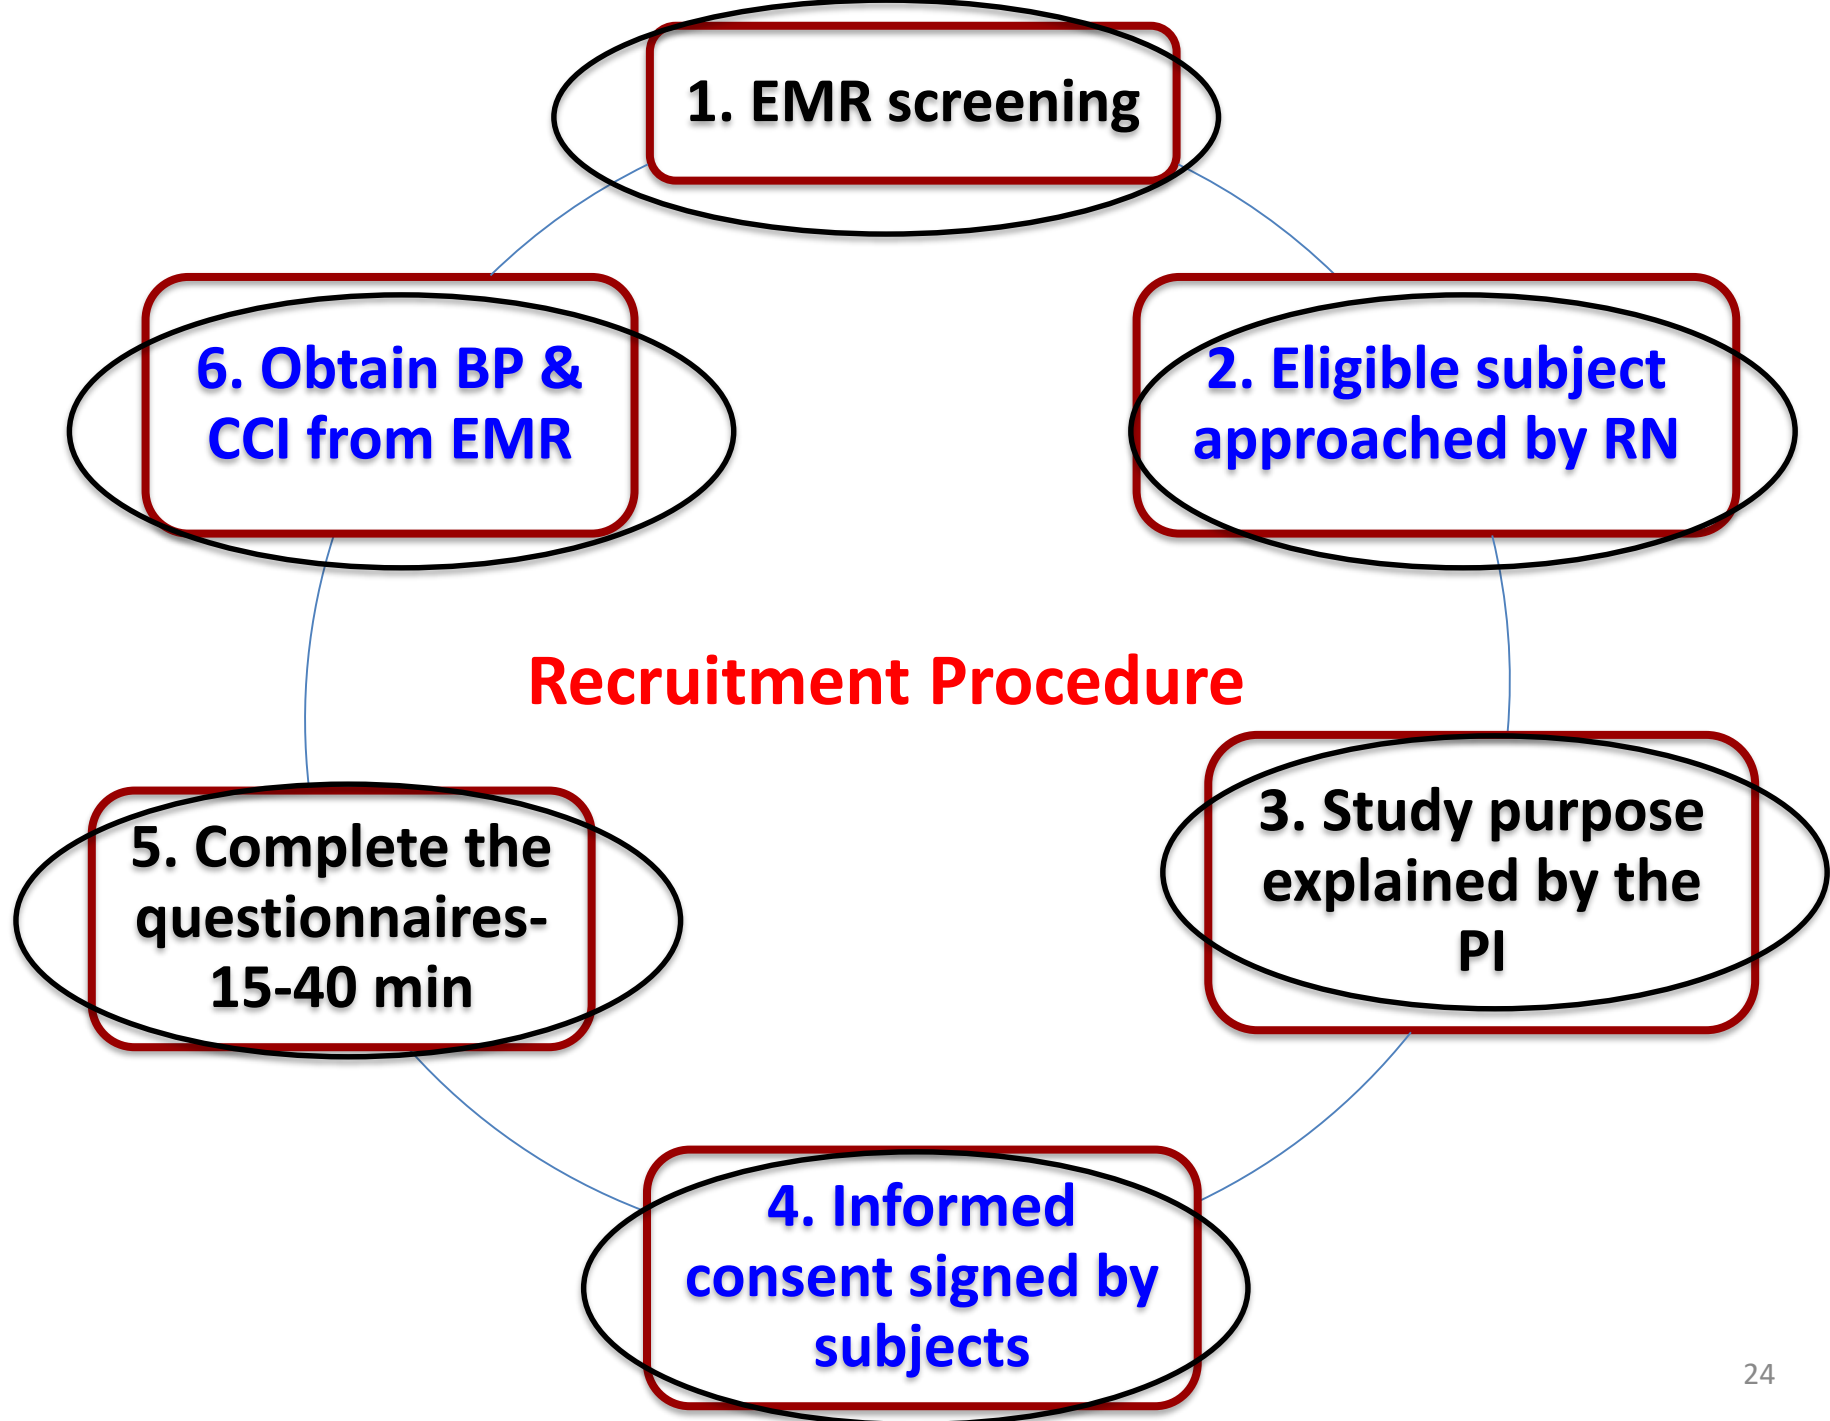 1. EMR screening
2. Eligible subject
approached by RN
3. Study purpose
explained by the
PI
4. Informed
consent signed by
subjects
5. Complete the
questionnaires-
15-40 min
6. Obtain BP &
CCI from EMR
Recruitment Procedure
24